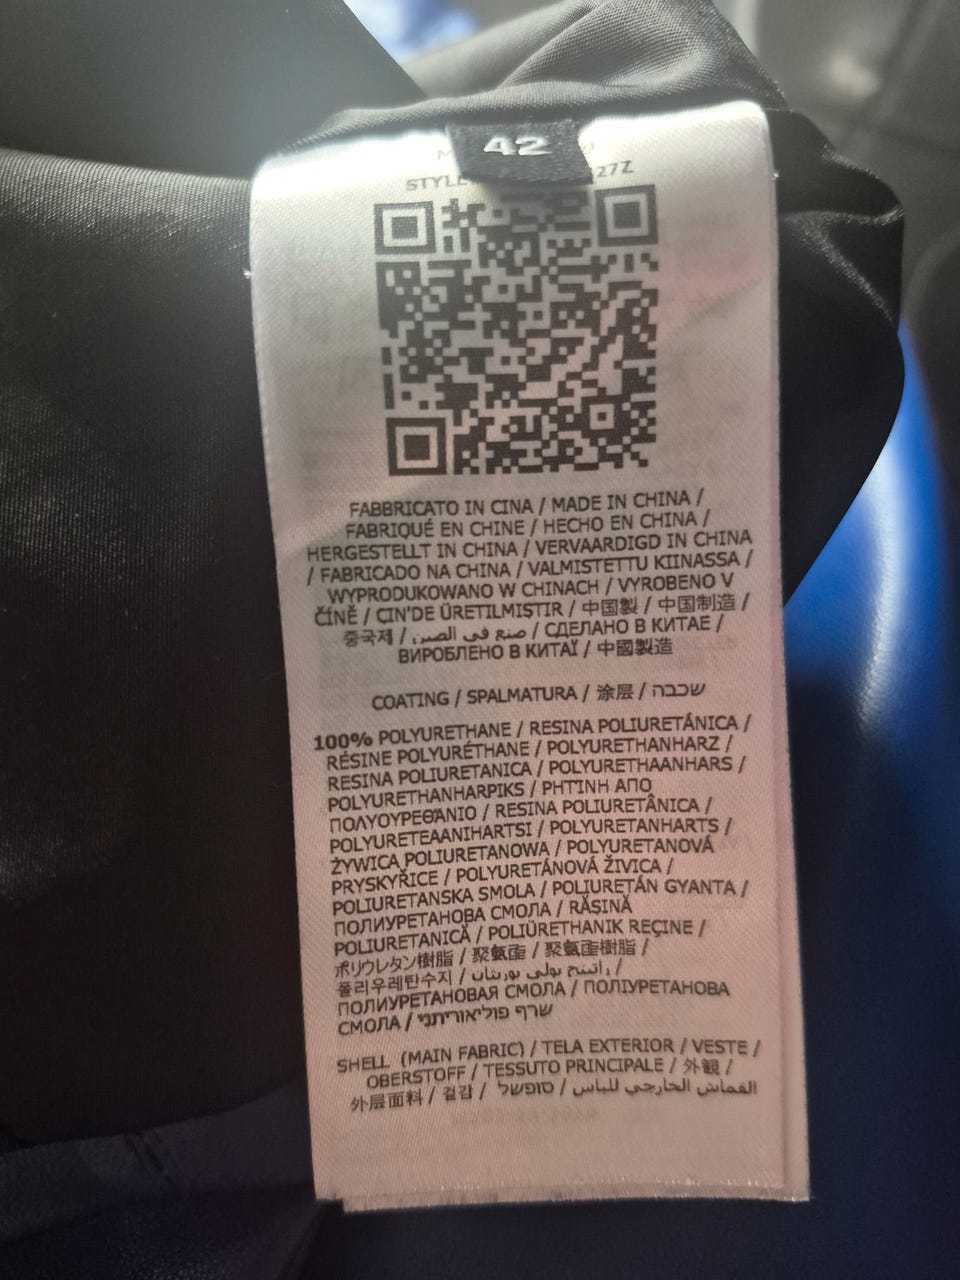 42
STYLE 27Z
FABBRICATO IN CINA / MADE IN CHINA /
FABRIQUÉ EN CHINE / HECHO EN CHINA /
HERGESTELLT IN CHINA / VERVAARDIGD IN CHINA
/ FABRICADO NA CHINA / VALMISTETTU KIINASSA /
WYPRODUKOWANO W CHINACH / VYROBENO V
ČÍNĚ / ÇIN'DE ÜRETILMIŞTIR / 中国製 / 中国制造 /
중국제 / صنع في الصين / СДЕЛАНО В КИТАЕ /
ВИРОБЛЕНО В КИТАЇ / 中國製造
COATING / SPALMATURA / 涂层 / שכבה
100% POLYURETHANE / RESINA POLIURETÁNICA /
RÉSINE POLYURÉTHANE / POLYURETHANHARZ /
RESINA POLIURETANICA / POLYURETHAANHARS /
POLYURETHANHARPIKS / ΡΗΤΊΝΗ ΑΠΟ
ΠΟΛΥΟΥΡΕΘΆΝΙΟ / RESINA POLIURETÂNICA /
POLYURETEAANIHARTSI / POLYURETANHARTS /
ŻYWICA POLIURETANOWA / POLYURETANOVÁ
PRYSKYŘICE / POLYURETÁNOVÁ ŽIVICA /
POLIURETANSKA SMOLA / POLIURETÁN GYANTA /
ПОЛИУРЕТАНОВА СМОЛА / RĂȘINĂ
POLIURETANICĂ / POLIÜRETHANIK REÇINE /
ポリウレタン樹脂 / 聚氨酯 / 聚氨酯樹脂 /
폴리우레탄수지 / راتينج بولي يوريثان /
ПОЛИУРЕТАНОВАЯ СМОЛА / ПОЛІУРЕТАНОВА
СМОЛА / שרף פוליאוריתני
SHELL (MAIN FABRIC) / TELA EXTERIOR / VESTE /
OBERSTOFF / TESSUTO PRINCIPALE / 外観 /
外层面料 / 겉감 / סופשל / القماش الخارجي للباس